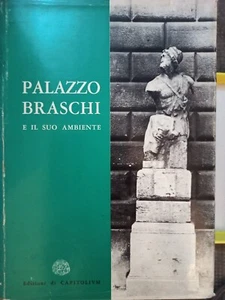 PALAZZO
BRASCHI
E IL SUO AMBIENTE
Edizioni di CAPITOLIUM